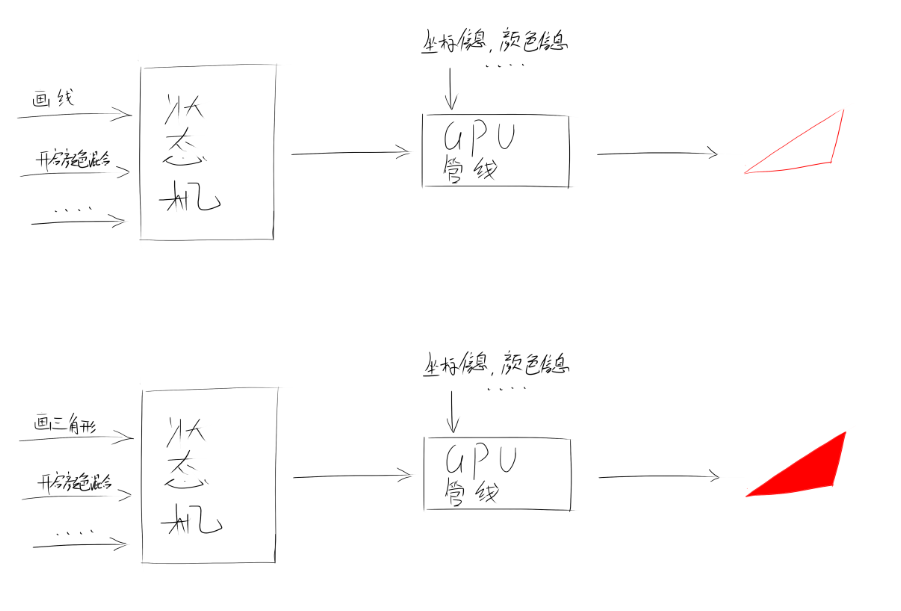 坐标信息,颜色信息
....
画线
开启颜色混合
....
状
态
机
GPU
管线
坐标信息,颜色信息
....
画三角形
开启颜色混合
....
状
态
机
GPU
管线